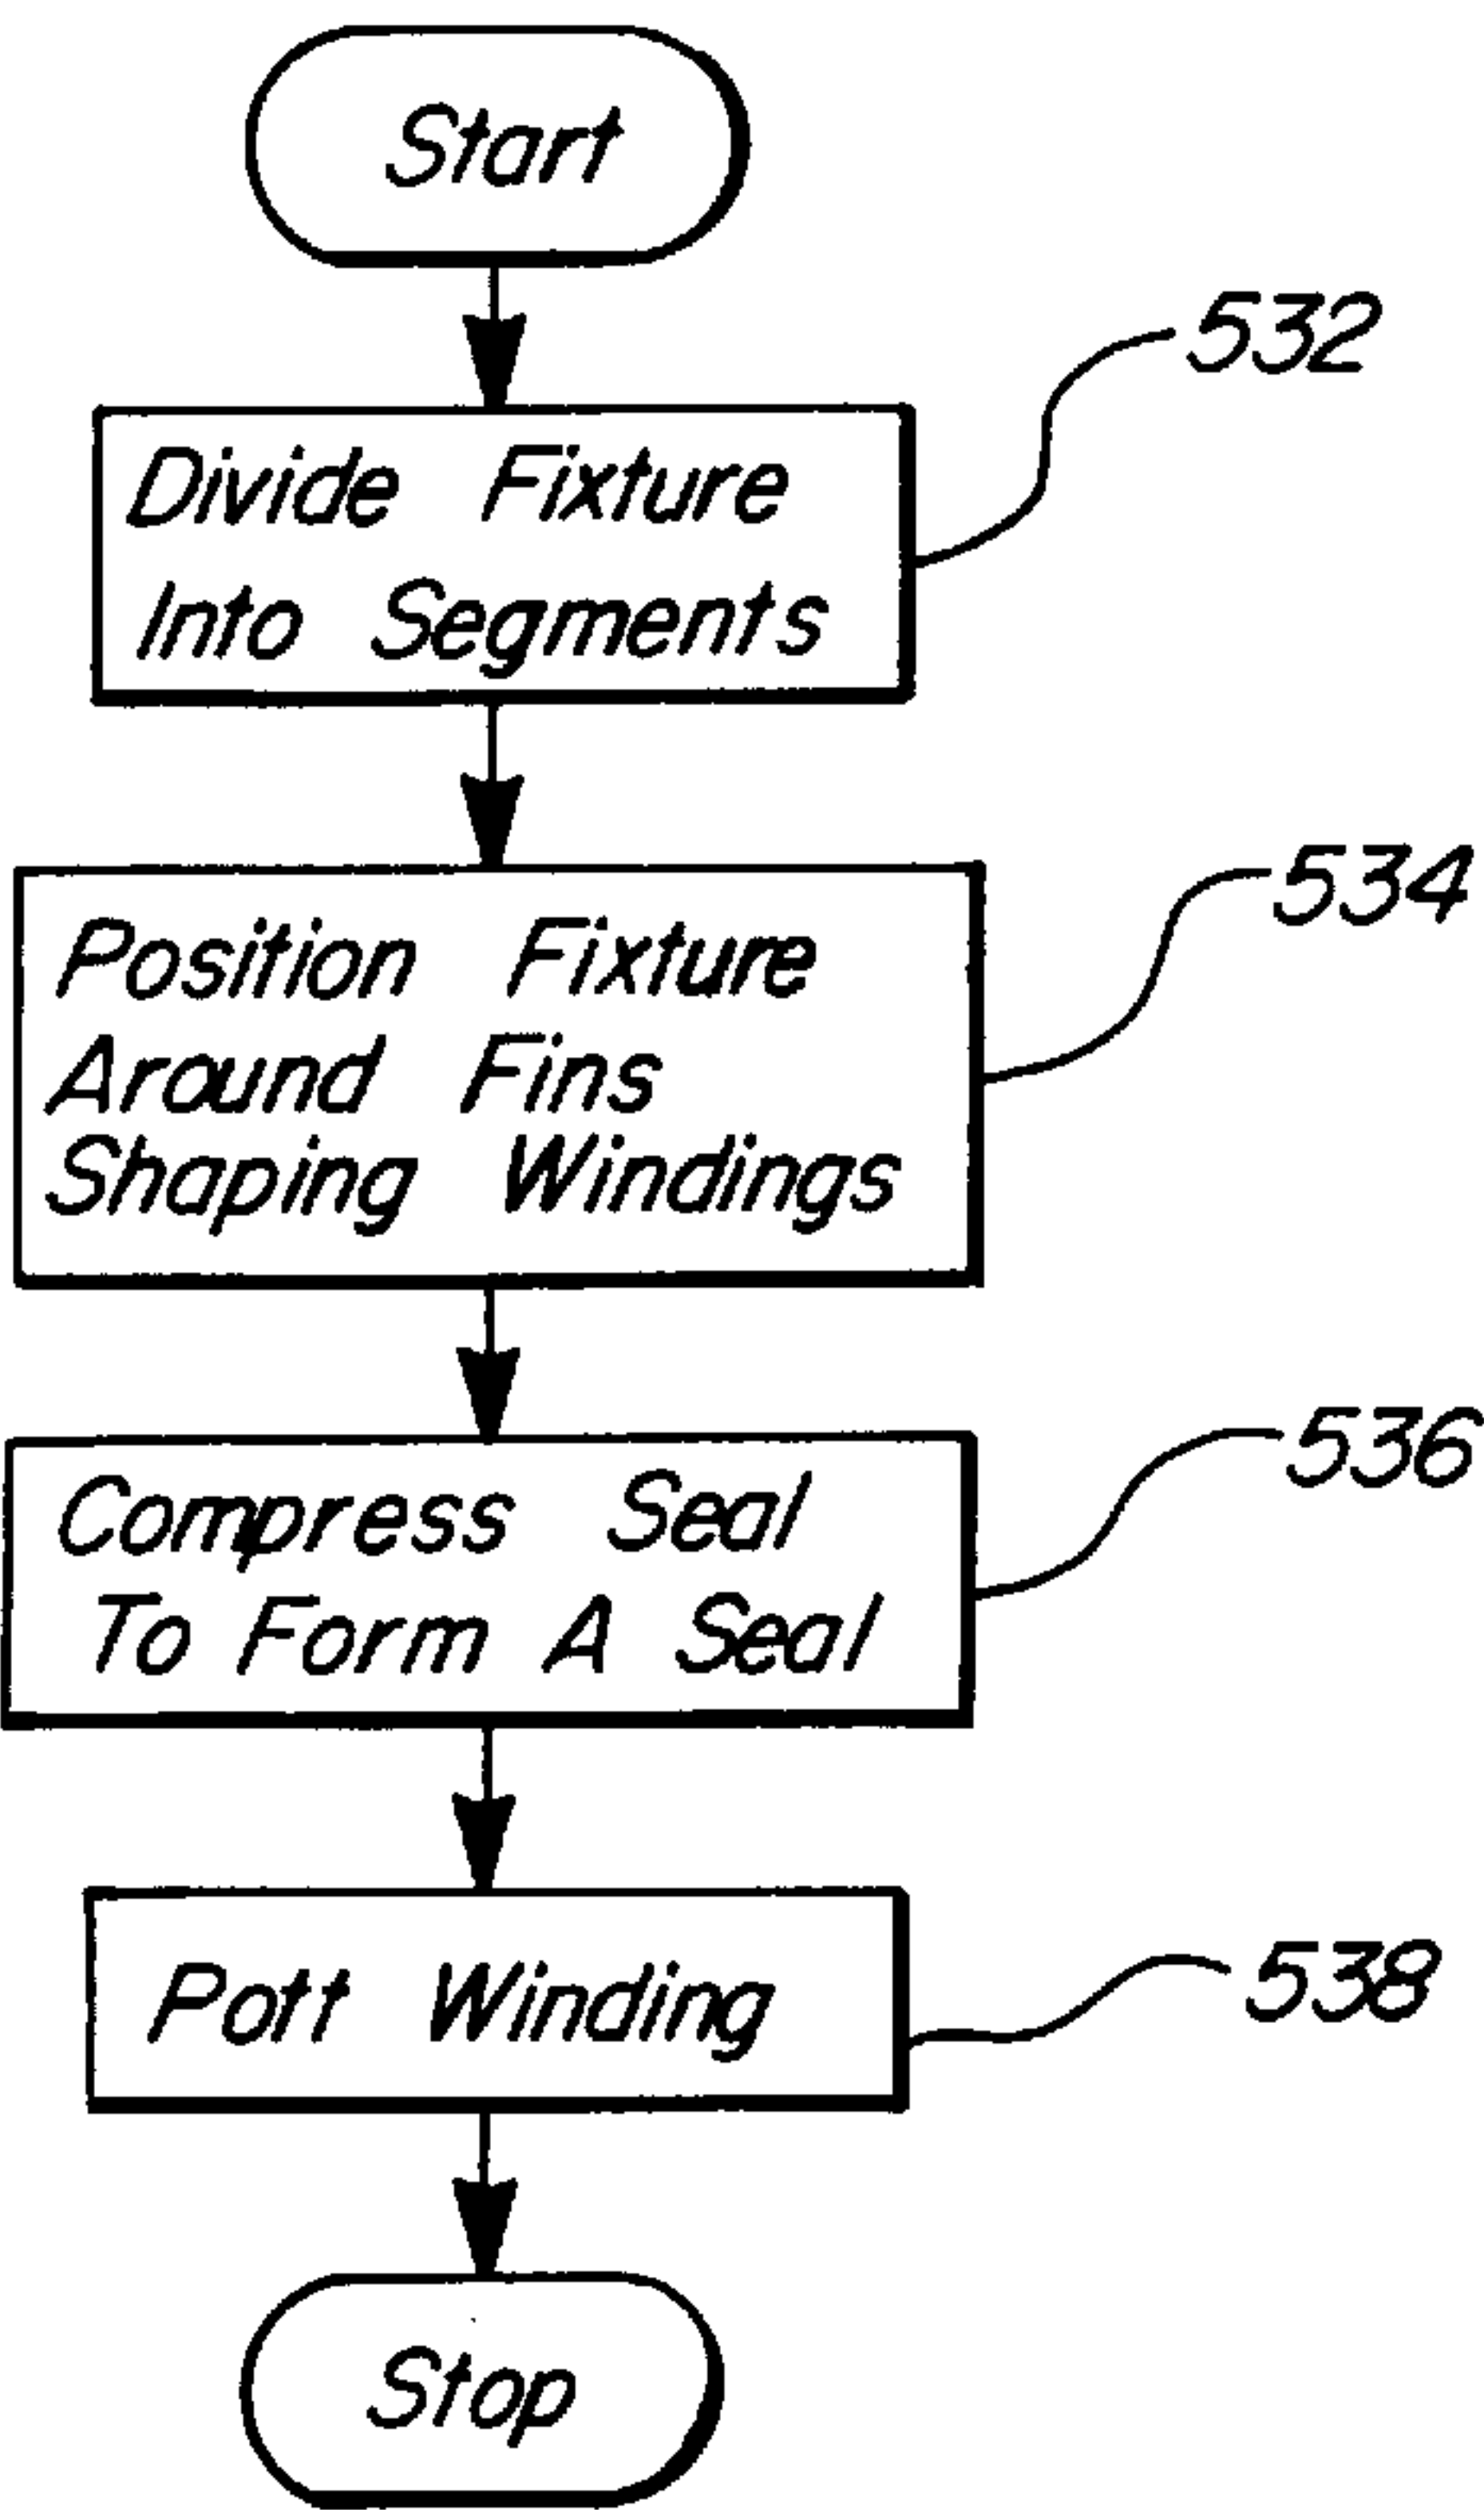 Start
532
Divide Fixture
Into Segments
534
Position Fixture
Around Fins
Shaping Windings
536
Compress Seal
To Form A Seal
538
Pott Winding
Stop